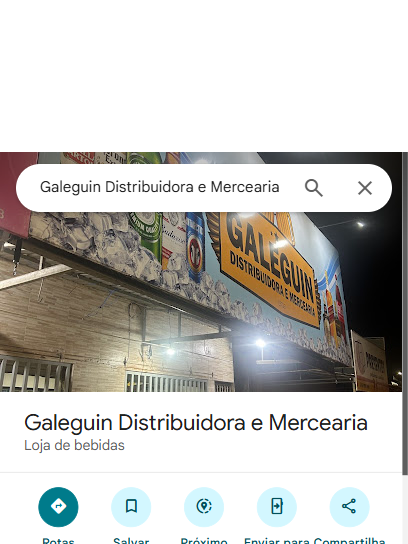 Galeguin Distribuidora e Mercearia
GALEGUIN
DISTRIBUIDORA E MERCEARIA
Galeguin Distribuidora e Mercearia
Loja de bebidas
Rotas
Salvar
Próximo
Enviar para
Compartilha